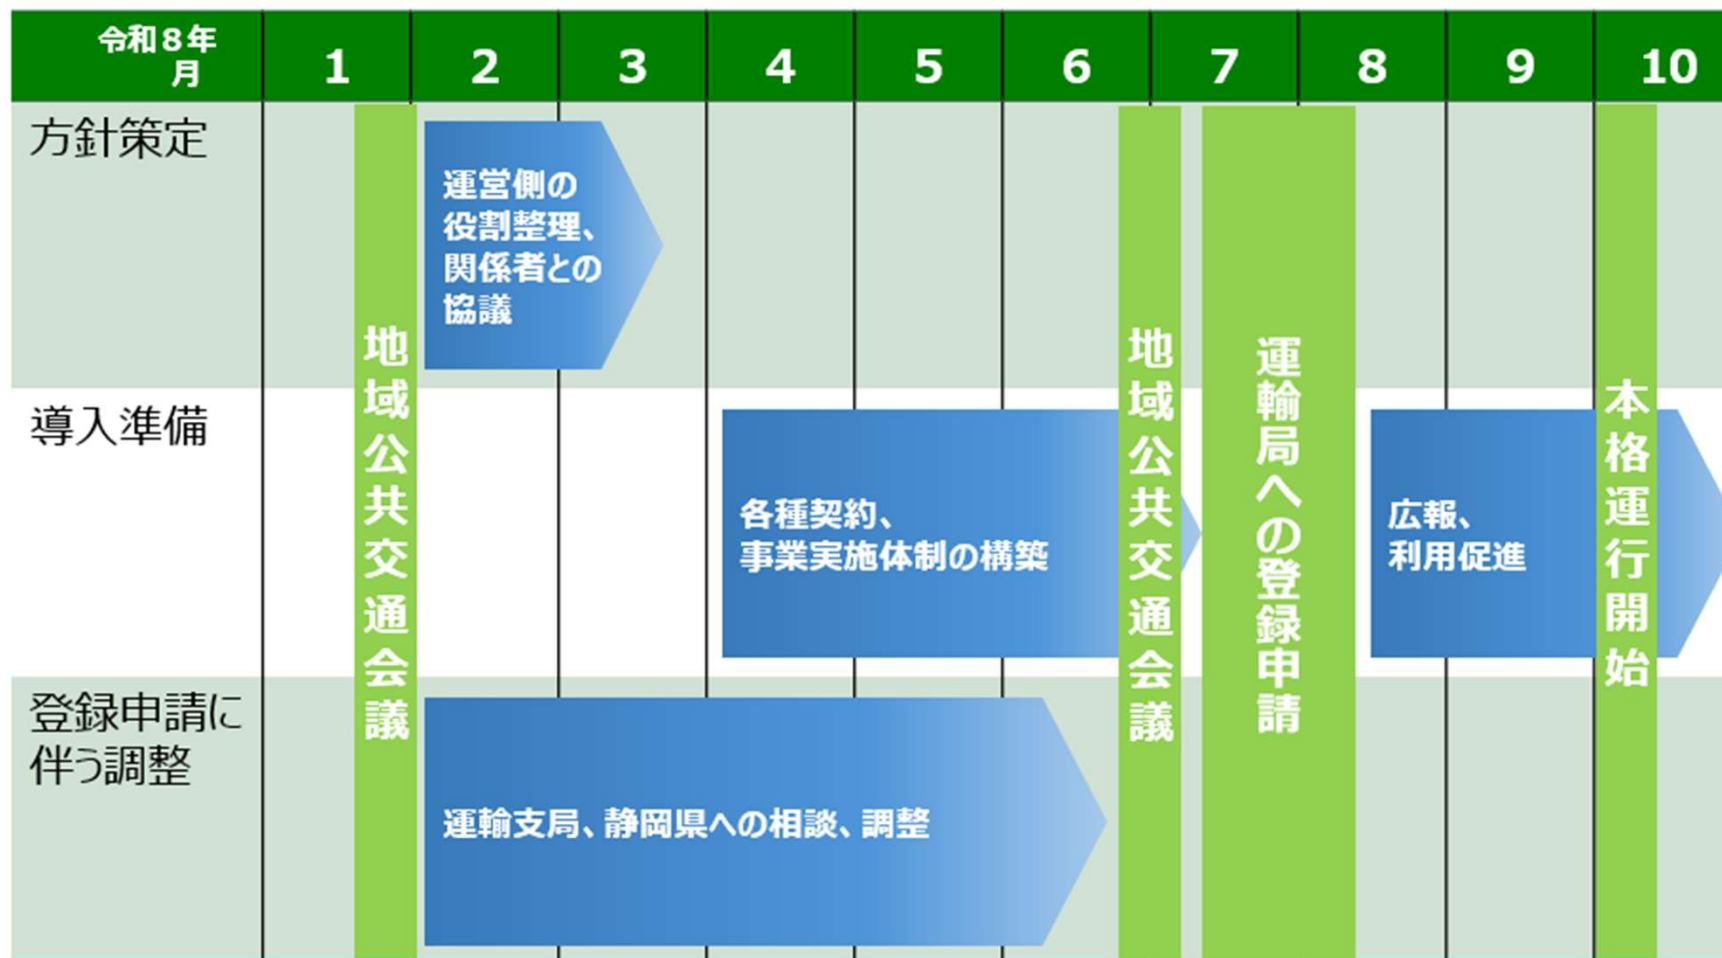 令和８年
月
1
2
3
4
5
6
7
8
9
10
方針策定
運営側の
役割整理、
関係者との
協議
導入準備
各種契約、
事業実施体制の構築
広報、
利用促進
登録申請に
伴う調整
運輸支局、静岡県への相談、調整
地域公共交通会議
地域公共交通会議
運輸局への登録申請
本格運行開始